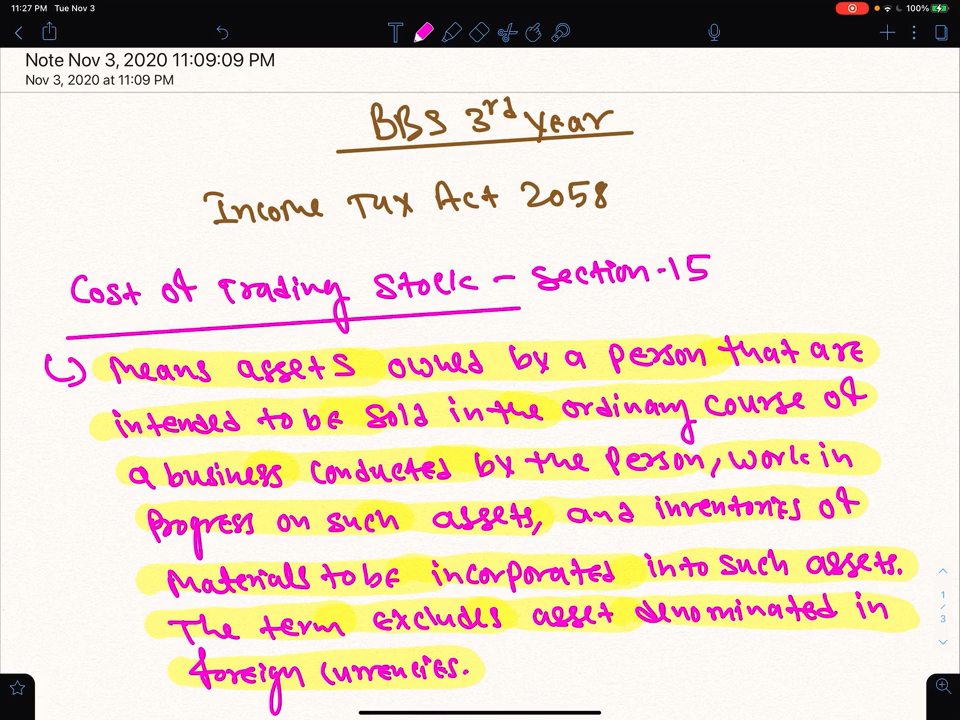 11:27 PM Tue Nov 3
100%
Note Nov 3, 2020 11:09:09 PM
Nov 3, 2020 at 11:09 PM
BBS 3rd year
Income Tax Act 2058
Cost of Trading Stock - Section-15
Means assets owned by a person that are
intended to be sold in the ordinary course of
a business conducted by the person, work in
progress on such assets, and inventories of
Materials to be incorporated into such assets.
The term excludes asset denominated in
foreign currencies.
1
/
3